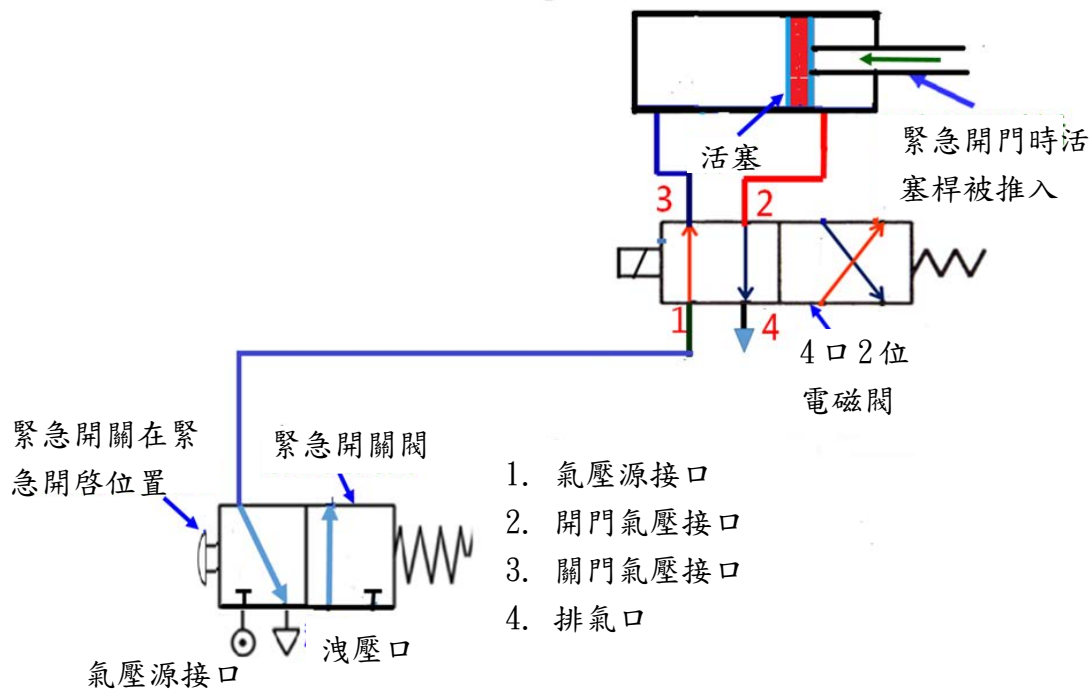 活塞
緊急開門時活
塞桿被推入
3
2
1
4
4口2位
電磁閥
緊急開關在緊
急開啓位置
緊急開關閥
1. 氣壓源接口
2. 開門氣壓接口
3. 關門氣壓接口
4. 排氣口
洩壓口
氣壓源接口